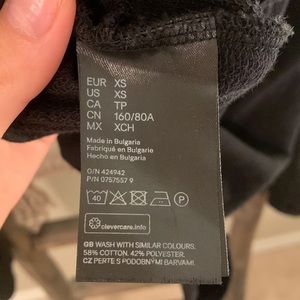 EUR XS
US XS
CA TP
CN 160/80A
MX XCH
Made in Bulgaria
Fabriqué en Bulgarie
Hecho en Bulgaria
O/N 424942
P/N 0757557 9
40 P
clevercare.info
GB WASH WITH SIMILAR COLOURS.
58% COTTON. 42% POLYESTER.
CZ PERTE S PODOBNÝMI BARVAMI.